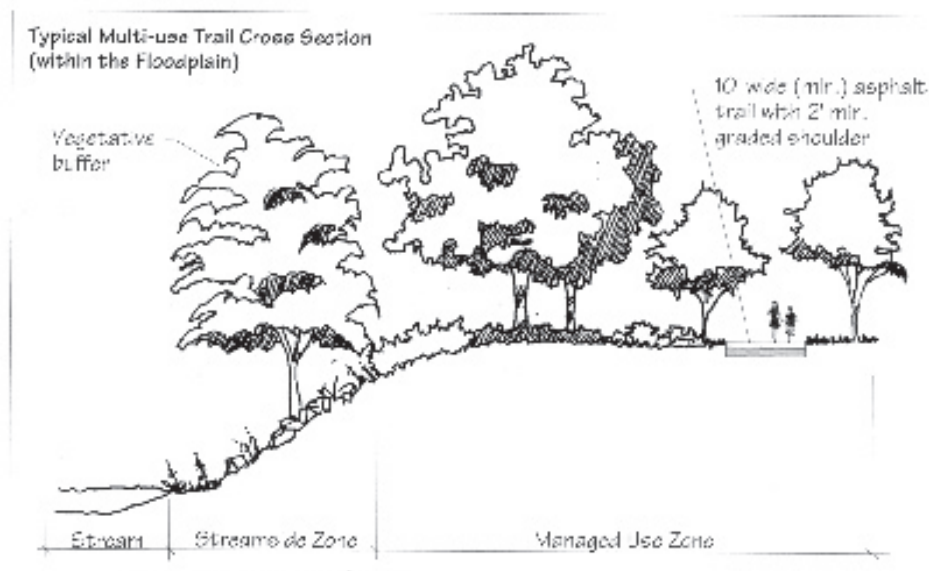 Typical Multi-use Trail Cross Section
(within the Floodplain)
10' wide (min.) asphalt
trail with 2' min.
graded shoulder
Vegetative
buffer
Stream
Streamside Zone
Managed Use Zone